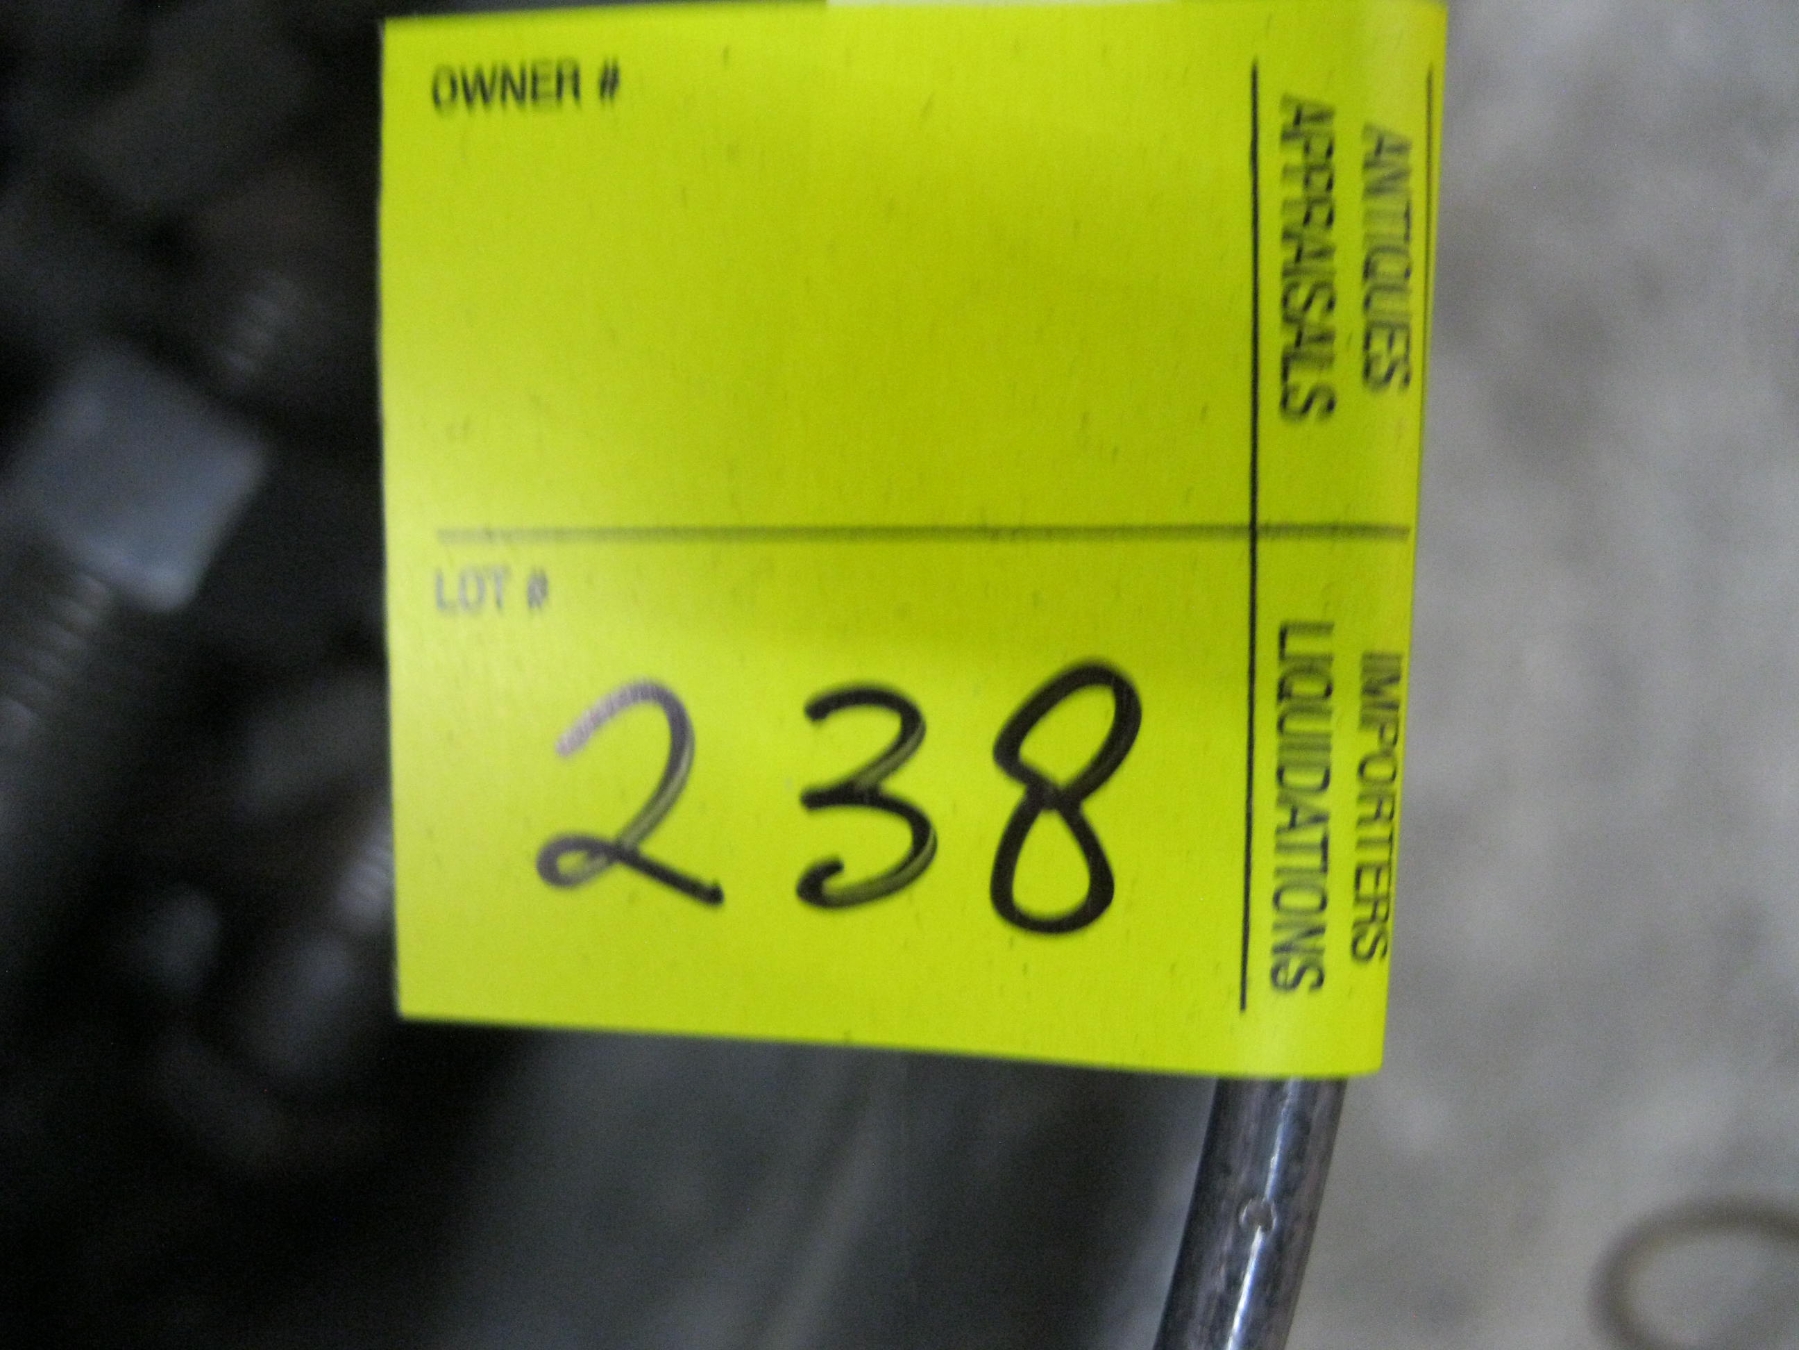 OWNER #
LOT #
238
ANTIQUES
APPRAISALS
IMPORTERS
LIQUIDATIONS